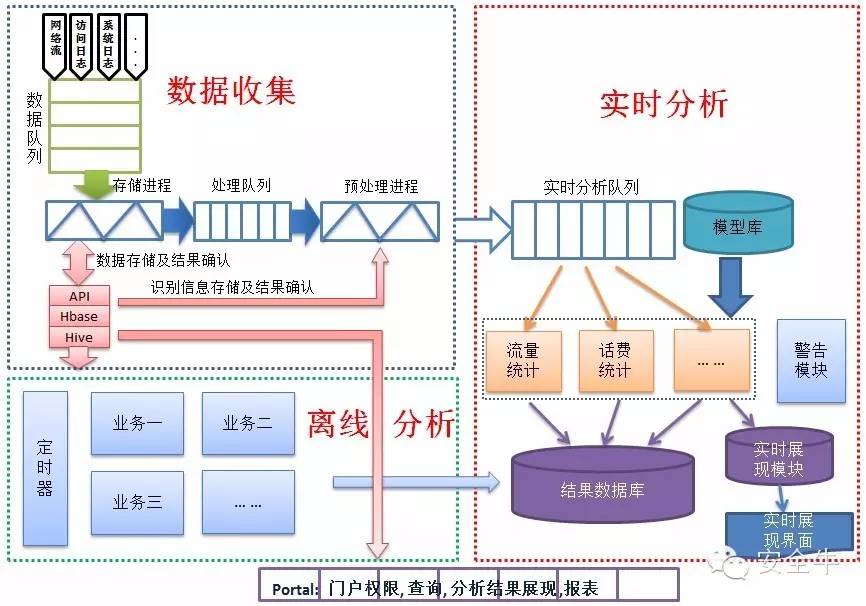 网络流
访问日志
系统日志
...
数据队列
数据收集
存储进程
处理队列
预处理进程
数据存储及结果确认
识别信息存储及结果确认
API
Hbase
Hive
实时分析
实时分析队列
模型库
流量
统计
话费
统计
... ...
警告
模块
离线 分析
定时器
业务一
业务二
业务三
... ...
结果数据库
实时展
现模块
实时展
现界面
安全牛
Portal: 门户权限,查询,分析结果展现,报表